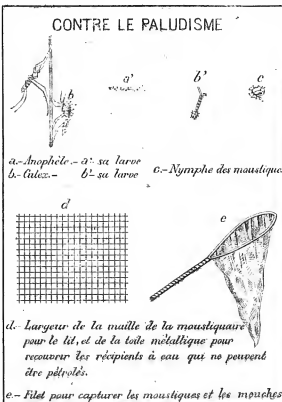 CONTRE LE PALUDISME
a' b' c
b
a
a.- Anophèle.- a'- sa larve
b.- Culex.- b'- sa larve
c.- Nymphe des moustiques
d
e
d.- Largeur de la maille de la moustiquaire
pour le lit, et de la toile métallique pour
recouvrir les récipients à eau qui ne peuvent
être pétrolés.
e.- Filet pour capturer les moustiques et les mouches